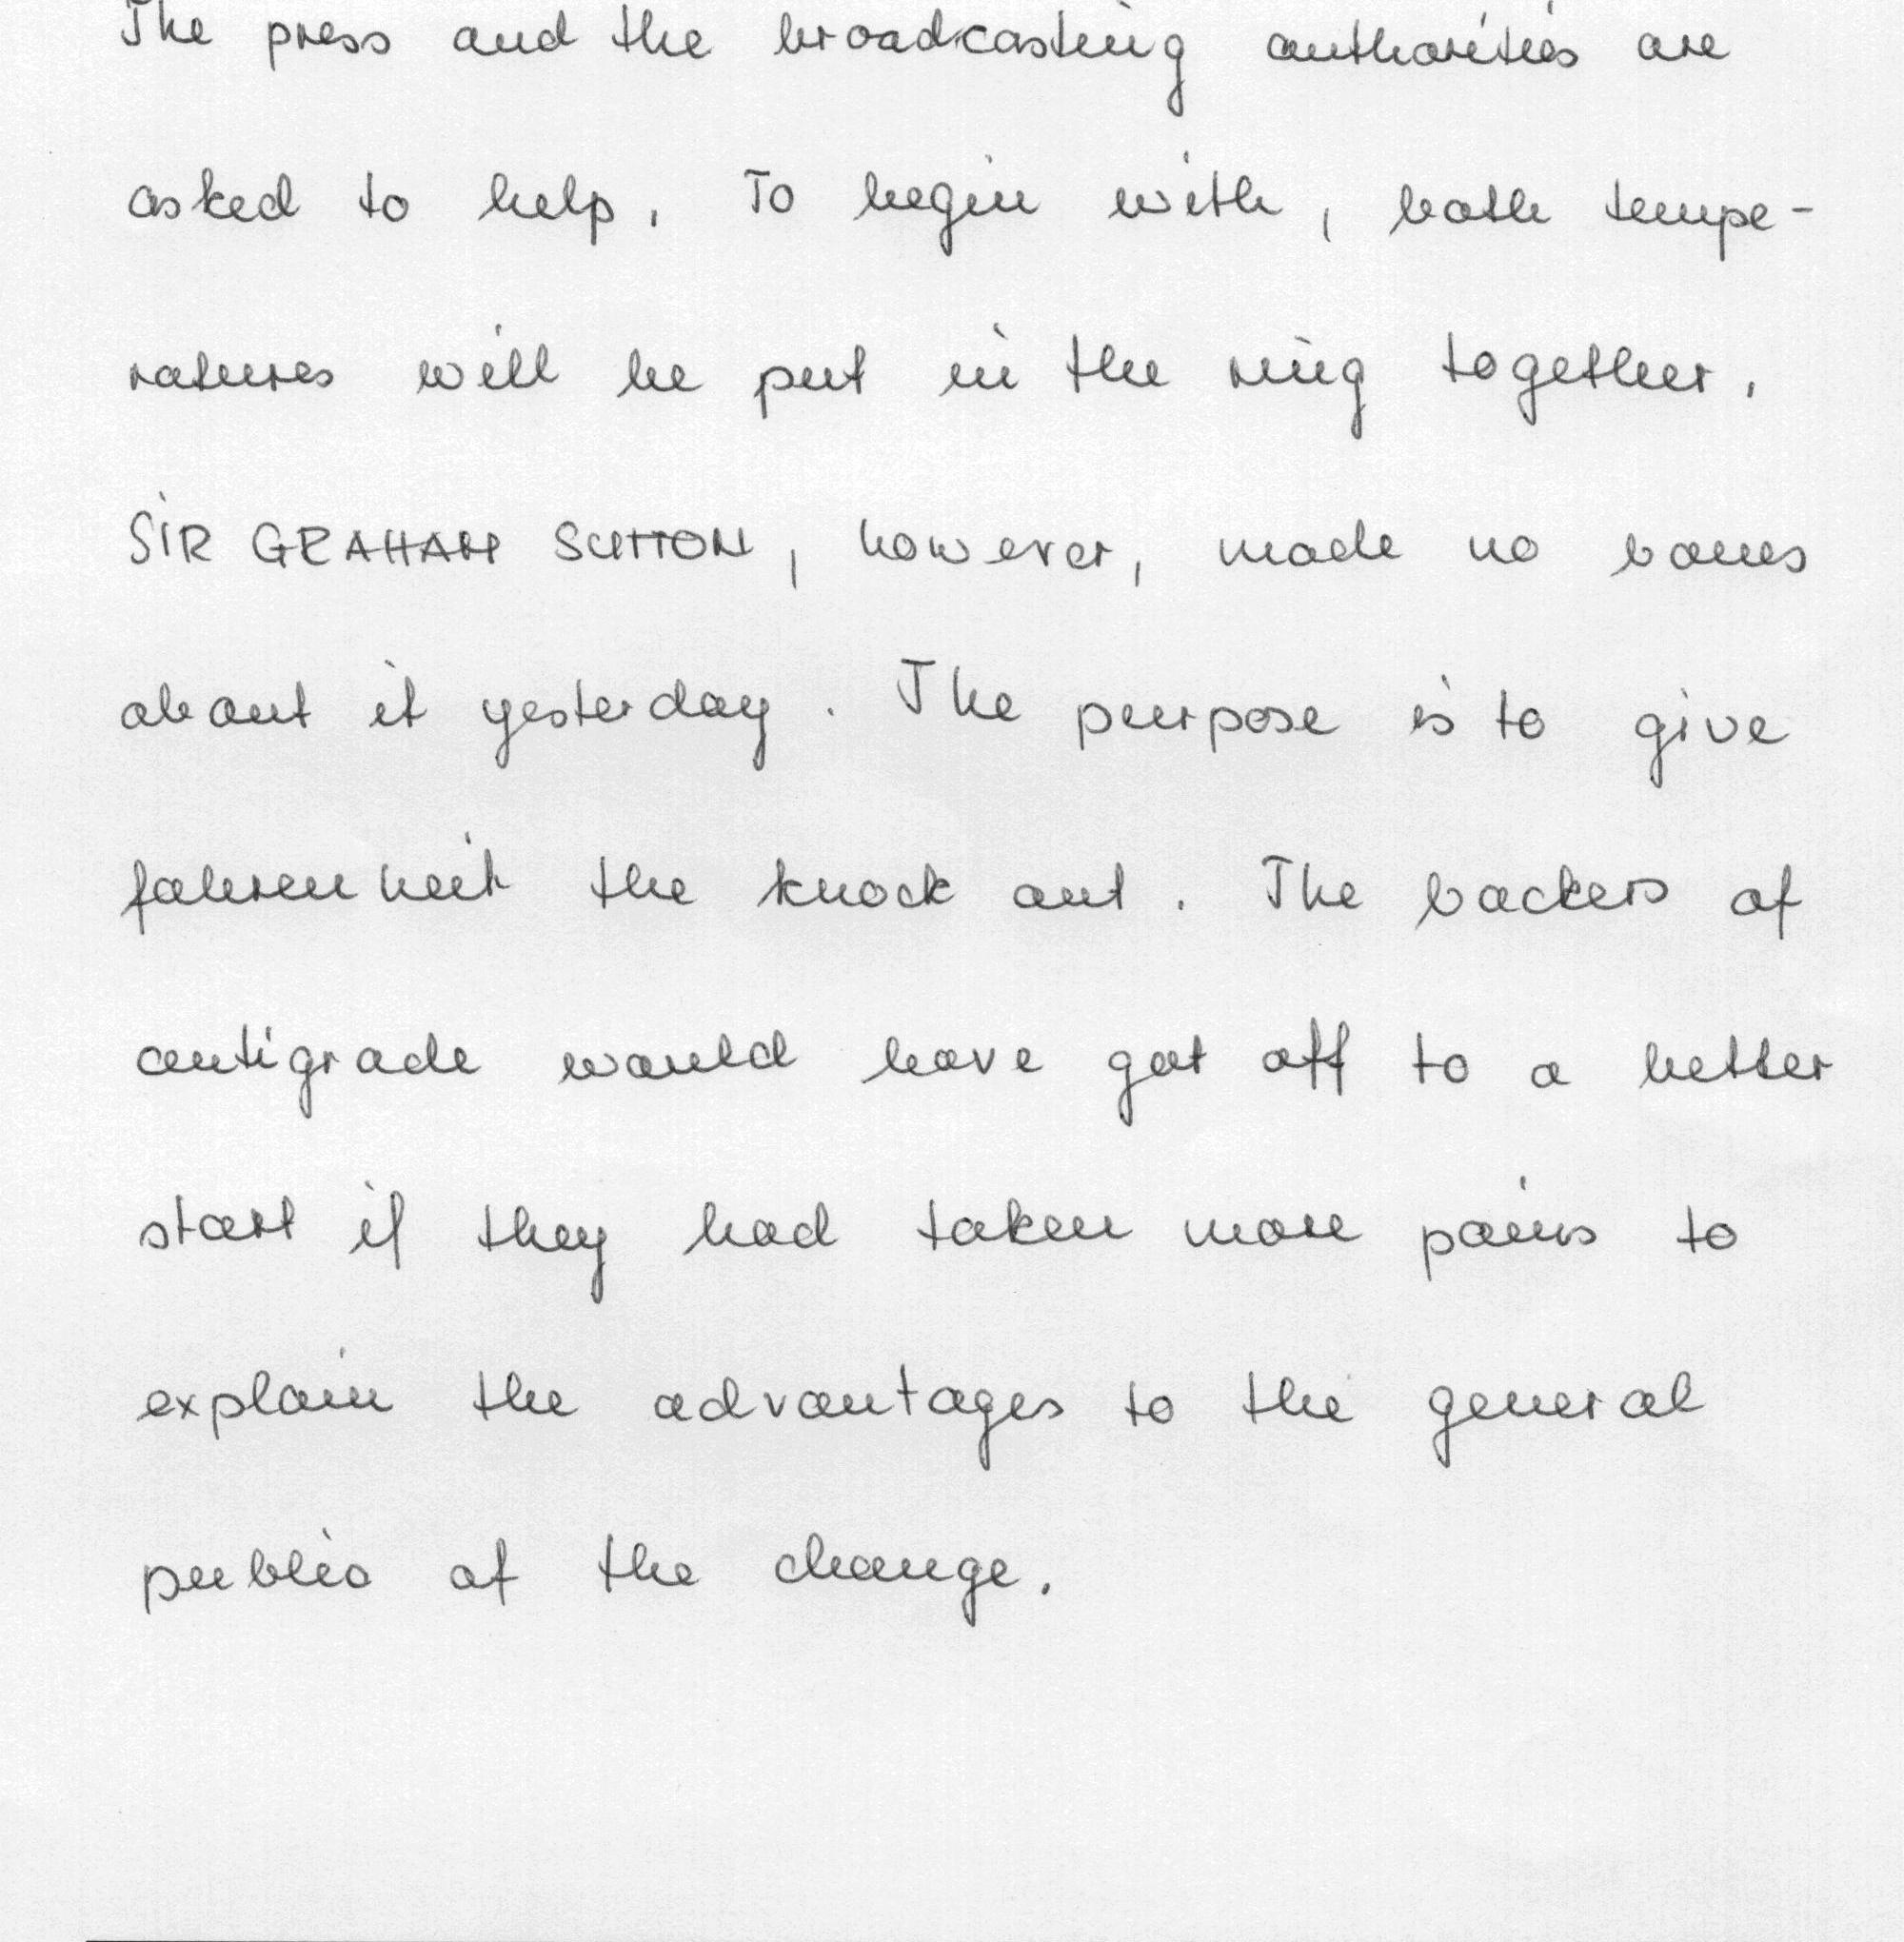 The press and the broadcasting authorities are
asked to help. To begin with, both tempe-
ratures will be put in the ring together.
SIR GRAHAM SUTTON, however, made no bones
about it yesterday. The purpose is to give
fahrenheit the knock out. The backers of
centigrade would have got off to a better
start if they had taken more pains to
explain the advantages to the general
public of the change.